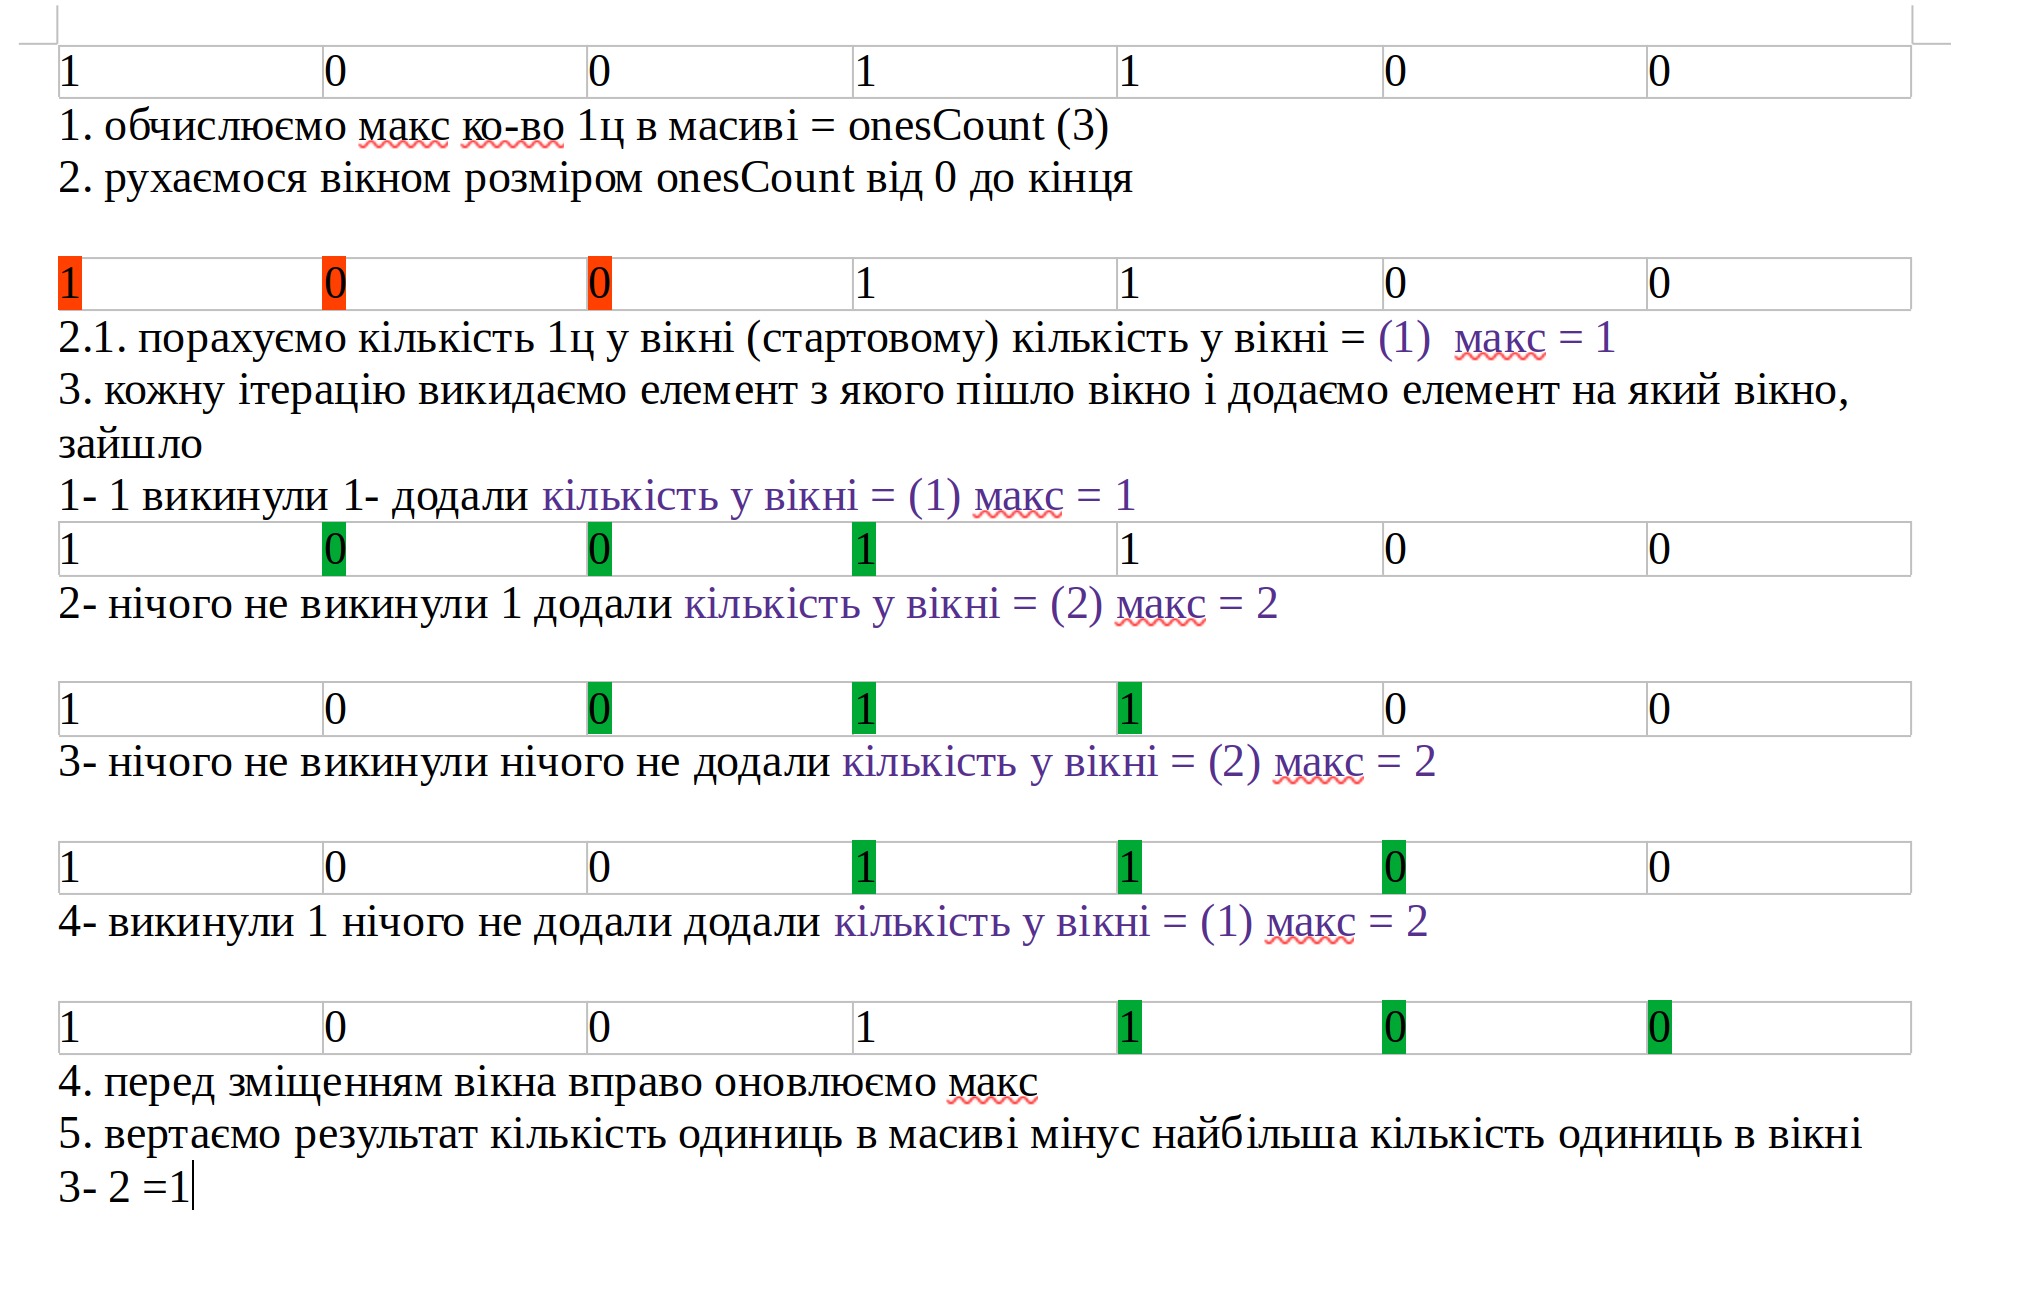 1 0 0 1 1 0 0
1. обчислюємо макс ко-во 1ц в масиві = onesCount (3)
2. рухаємося вікном розміром onesCount від 0 до кінця
1 0 0 1 1 0 0
2.1. порахуємо кількість 1ц у вікні (стартовому) кількість у вікні = (1) макс = 1
3. кожну ітерацію викидаємо елемент з якого пішло вікно і додаємо елемент на який вікно,
зайшло
1- 1 викинули 1- додали кількість у вікні = (1) макс = 1
1 0 0 1 1 0 0
2- нічого не викинули 1 додали кількість у вікні = (2) макс = 2
1 0 0 1 1 0 0
3- нічого не викинули нічого не додали кількість у вікні = (2) макс = 2
1 0 0 1 1 0 0
4- викинули 1 нічого не додали додали кількість у вікні = (1) макс = 2
1 0 0 1 1 0 0
4. перед зміщенням вікна вправо оновлюємо макс
5. вертаємо результат кількість одиниць в масиві мінус найбільша кількість одиниць в вікні
3- 2 =1